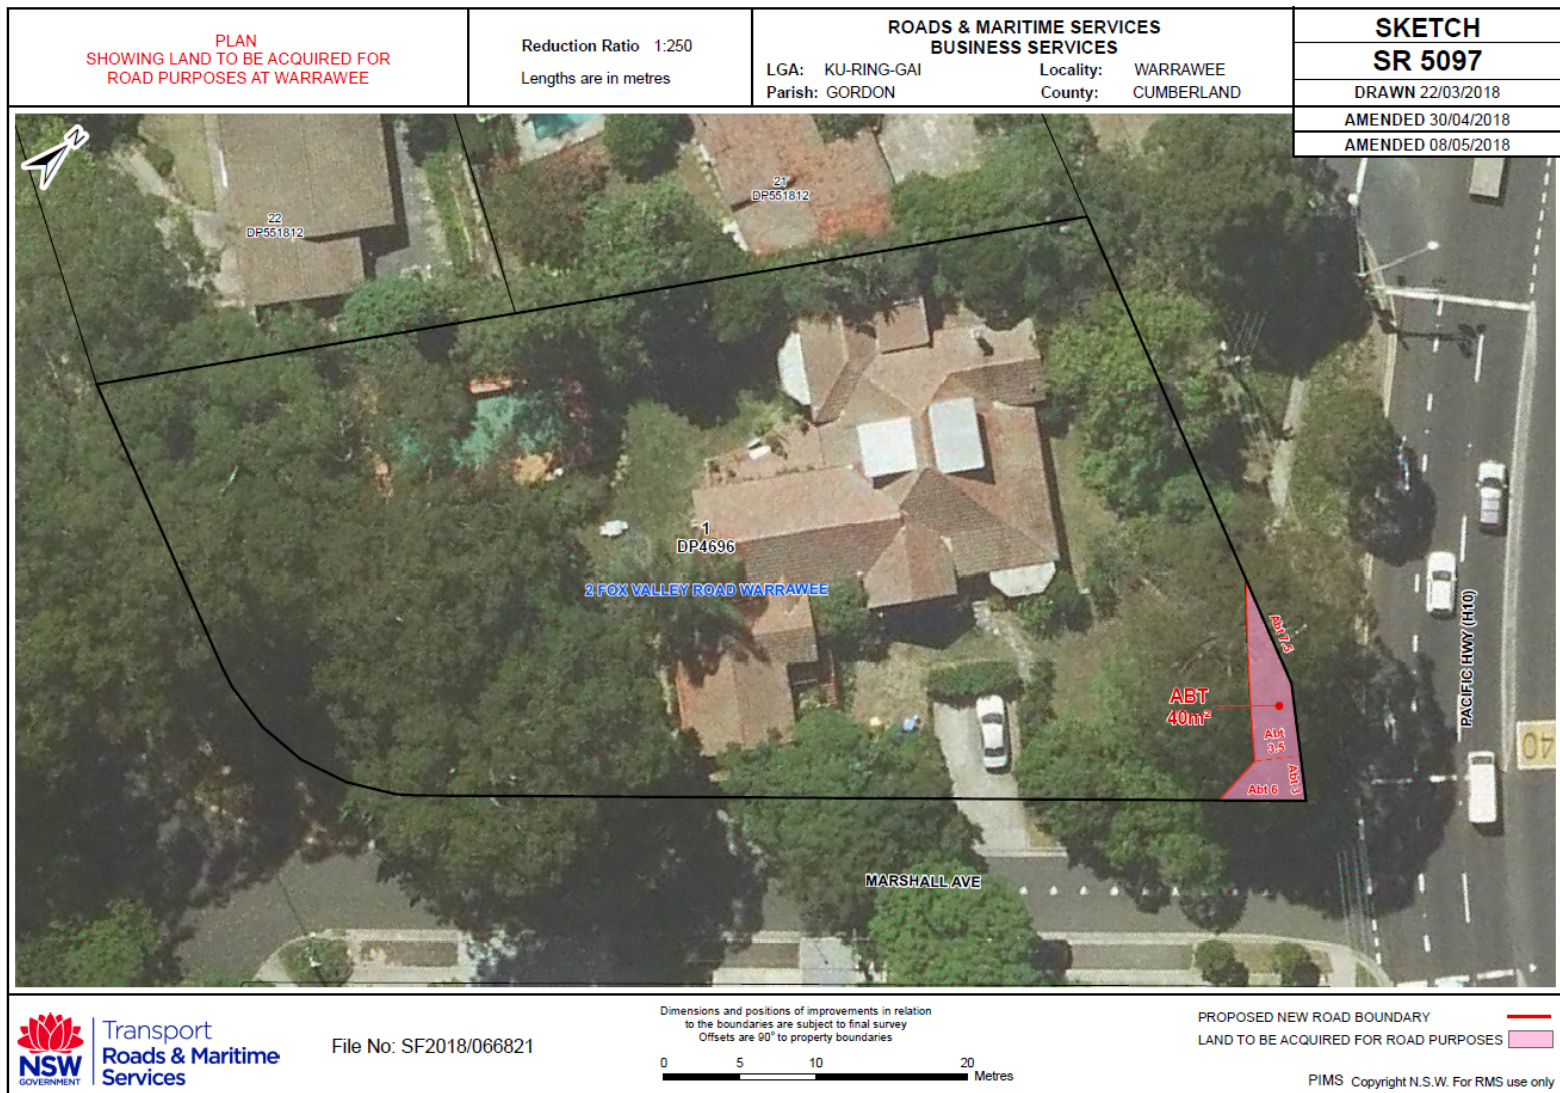 PLAN
SHOWING LAND TO BE ACQUIRED FOR
ROAD PURPOSES AT WARRAWEE
Reduction Ratio 1:250
Lengths are in metres
ROADS & MARITIME SERVICES
BUSINESS SERVICES
LGA: KU-RING-GAI Locality: WARRAWEE
Parish: GORDON County: CUMBERLAND
SKETCH
SR 5097
DRAWN 22/03/2018
AMENDED 30/04/2018
AMENDED 08/05/2018
N
22
DP551812
21
DP551812
1
DP4696
2 FOX VALLEY ROAD WARRAWEE
Abt 7.5
ABT
40m²
Abt
3.5
Abt 3
Abt 6
PACIFIC HWY (H10)
40
MARSHALL AVE
Transport
Roads & Maritime
Services
NSW
GOVERNMENT
File No: SF2018/066821
Dimensions and positions of improvements in relation
to the boundaries are subject to final survey
Offsets are 90° to property boundaries
0 5 10 20
Metres
PROPOSED NEW ROAD BOUNDARY
LAND TO BE ACQUIRED FOR ROAD PURPOSES
PIMS Copyright N.S.W. For RMS use only